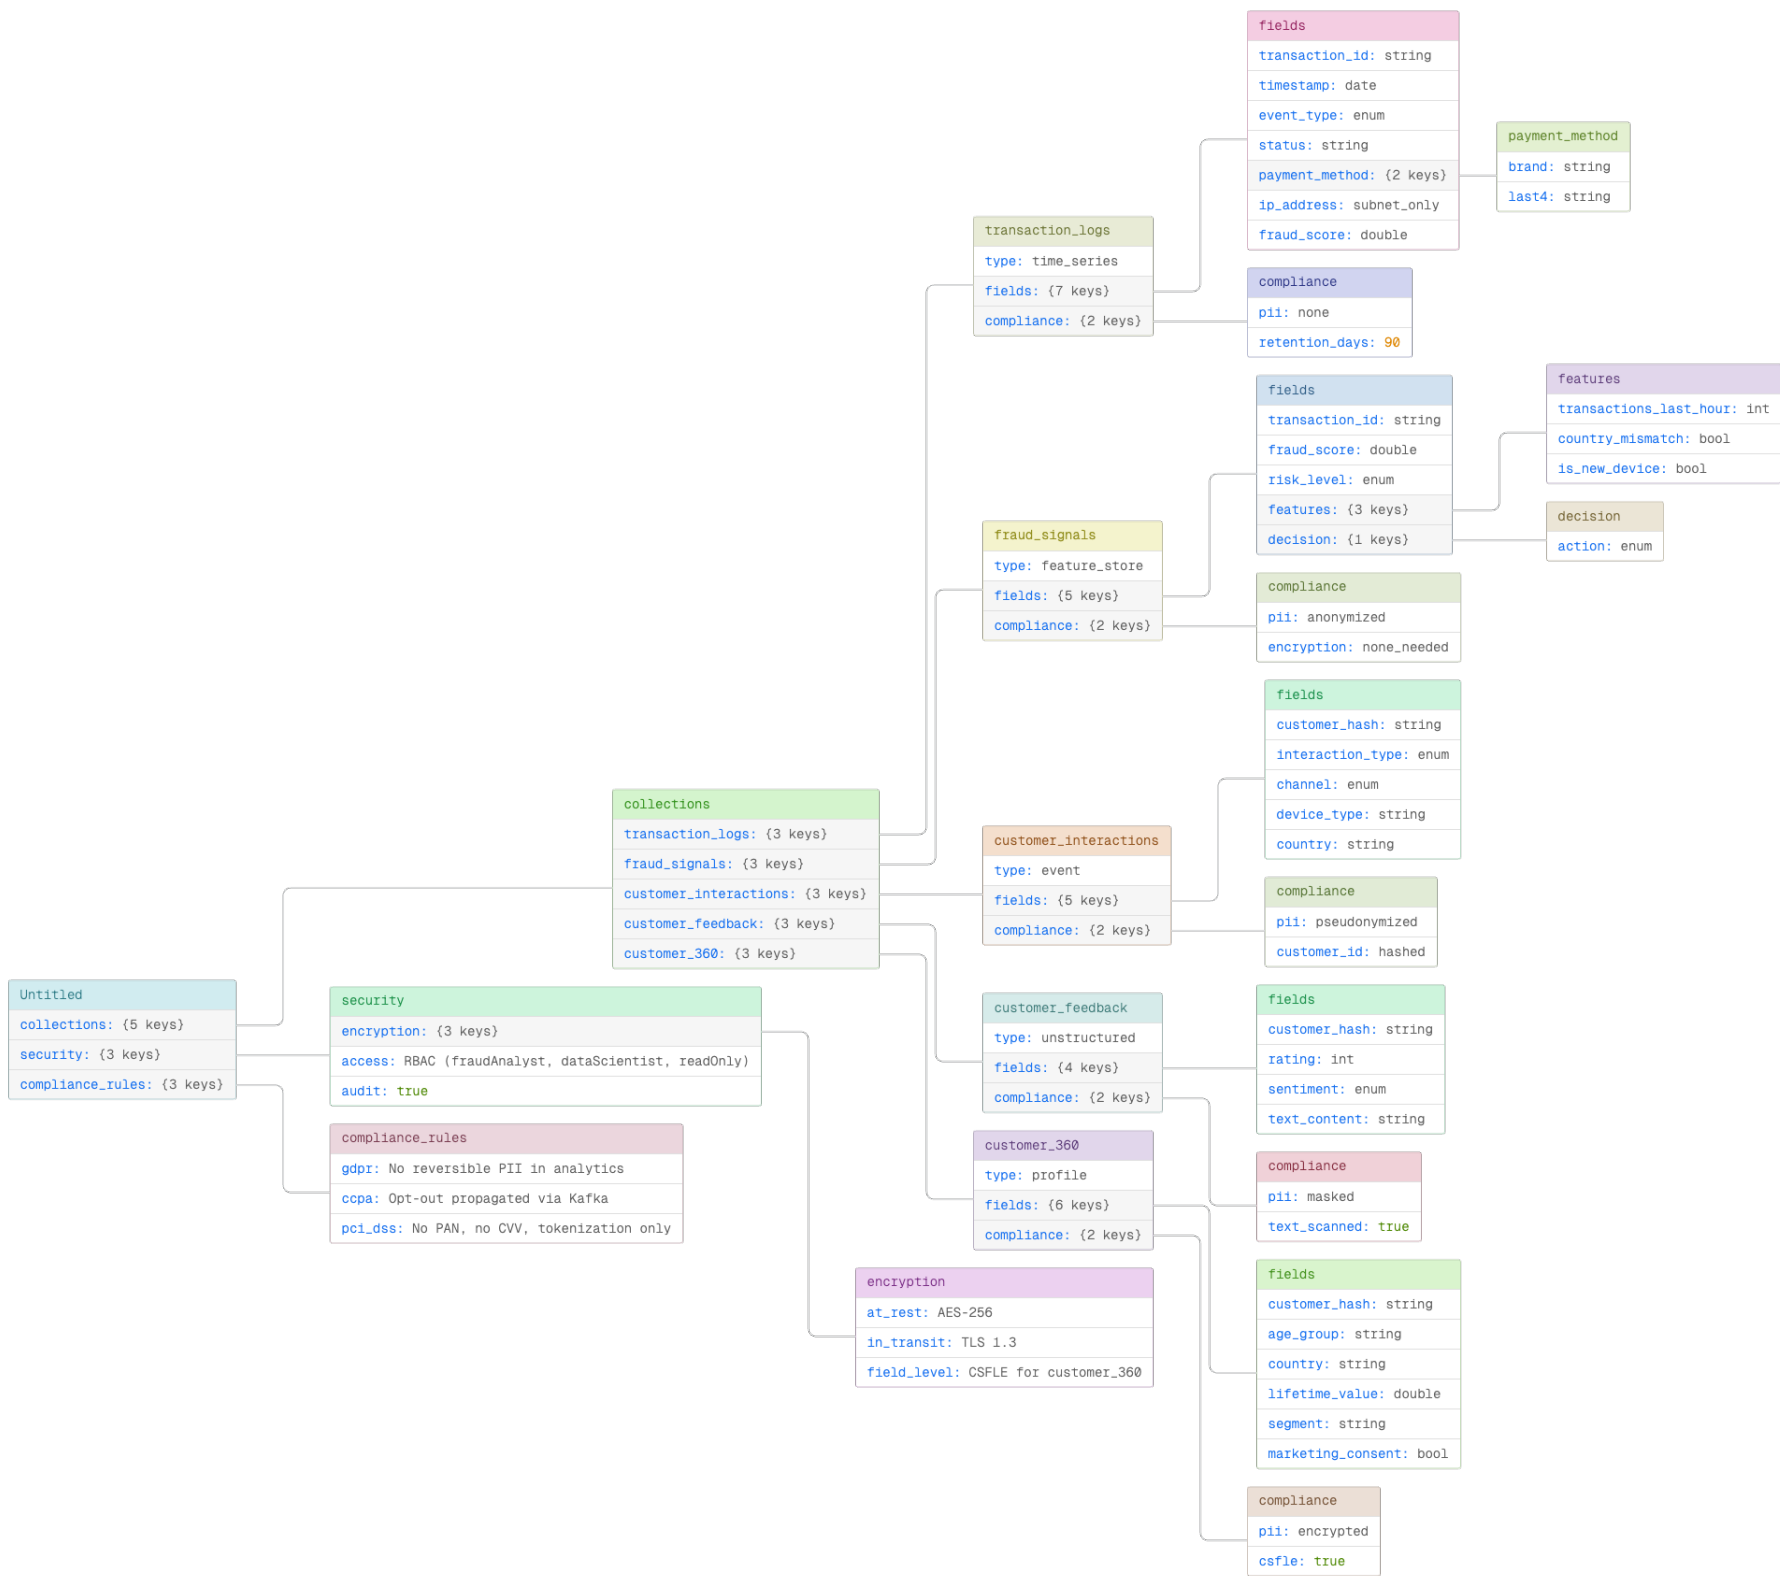 Untitled
collections: {5 keys}
security: {3 keys}
compliance_rules: {3 keys}
security
encryption: {3 keys}
access: RBAC (fraudAnalyst, dataScientist, readOnly)
audit: true
compliance_rules
gdpr: No reversible PII in analytics
ccpa: Opt-out propagated via Kafka
pci_dss: No PAN, no CVV, tokenization only
collections
transaction_logs: {3 keys}
fraud_signals: {3 keys}
customer_interactions: {3 keys}
customer_feedback: {3 keys}
customer_360: {3 keys}
encryption
at_rest: AES-256
in_transit: TLS 1.3
field_level: CSFLE for customer_360
transaction_logs
type: time_series
fields: {7 keys}
compliance: {2 keys}
fields
transaction_id: string
timestamp: date
event_type: enum
status: string
payment_method: {2 keys}
ip_address: subnet_only
fraud_score: double
payment_method
brand: string
last4: string
compliance
pii: none
retention_days: 90
fraud_signals
type: feature_store
fields: {5 keys}
compliance: {2 keys}
fields
transaction_id: string
fraud_score: double
risk_level: enum
features: {3 keys}
decision: {1 keys}
features
transactions_last_hour: int
country_mismatch: bool
is_new_device: bool
decision
action: enum
compliance
pii: anonymized
encryption: none_needed
customer_interactions
type: event
fields: {5 keys}
compliance: {2 keys}
fields
customer_hash: string
interaction_type: enum
channel: enum
device_type: string
country: string
compliance
pii: pseudonymized
customer_id: hashed
customer_feedback
type: unstructured
fields: {4 keys}
compliance: {2 keys}
fields
customer_hash: string
rating: int
sentiment: enum
text_content: string
compliance
pii: masked
text_scanned: true
customer_360
type: profile
fields: {6 keys}
compliance: {2 keys}
fields
customer_hash: string
age_group: string
country: string
lifetime_value: double
segment: string
marketing_consent: bool
compliance
pii: encrypted
csfle: true